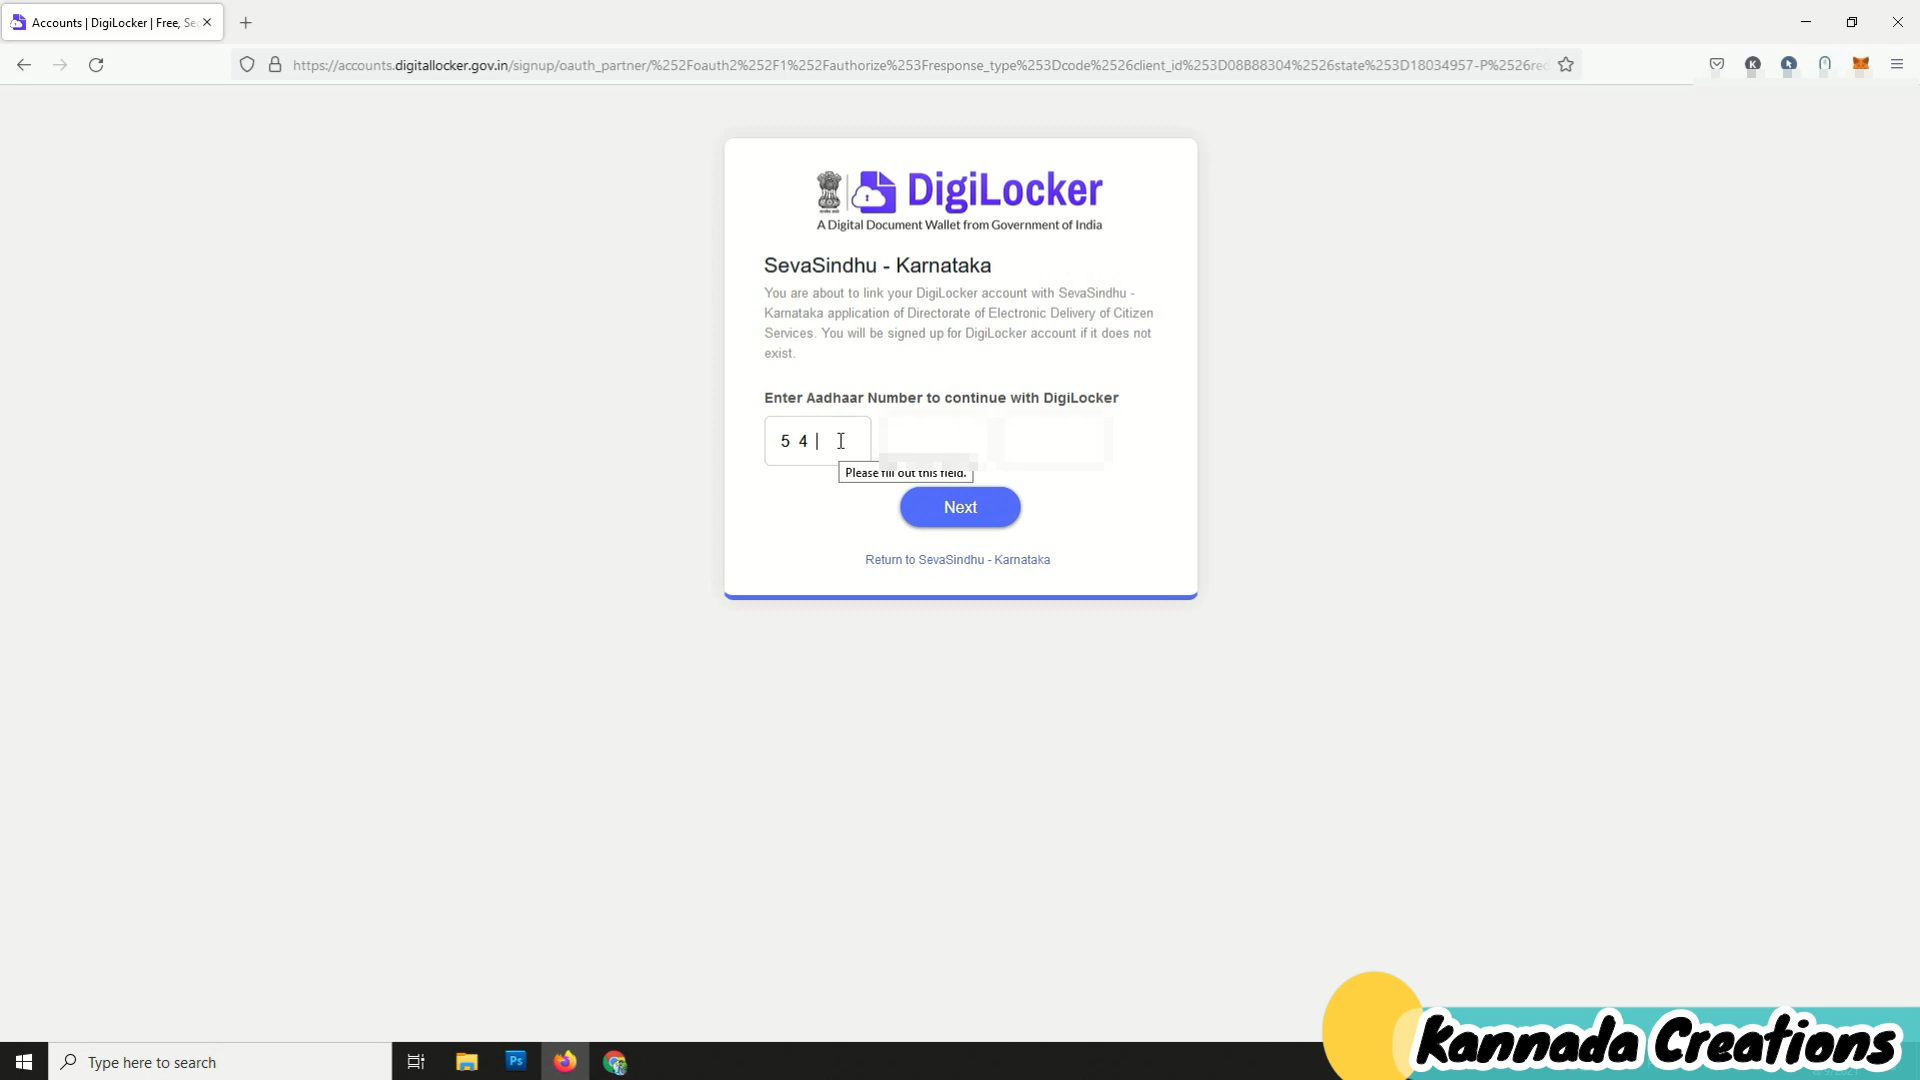 Accounts | DigiLocker | Free, Sec
https://accounts.digitallocker.gov.in/signup/oauth_partner/%252Foauth2%252F1%252Fauthorize%253Fresponse_type%253Dcode%2526client_id%253D08B88304%2526state%253D18034957-P%2526red
DigiLocker
A Digital Document Wallet from Government of India
SevaSindhu - Karnataka
You are about to link your DigiLocker account with SevaSindhu -
Karnataka application of Directorate of Electronic Delivery of Citizen
Services. You will be signed up for DigiLocker account if it does not
exist.
Enter Aadhaar Number to continue with DigiLocker
5 4
Please fill out this field.
Next
Return to SevaSindhu - Karnataka
Type here to search
Ps
Kannada Creations